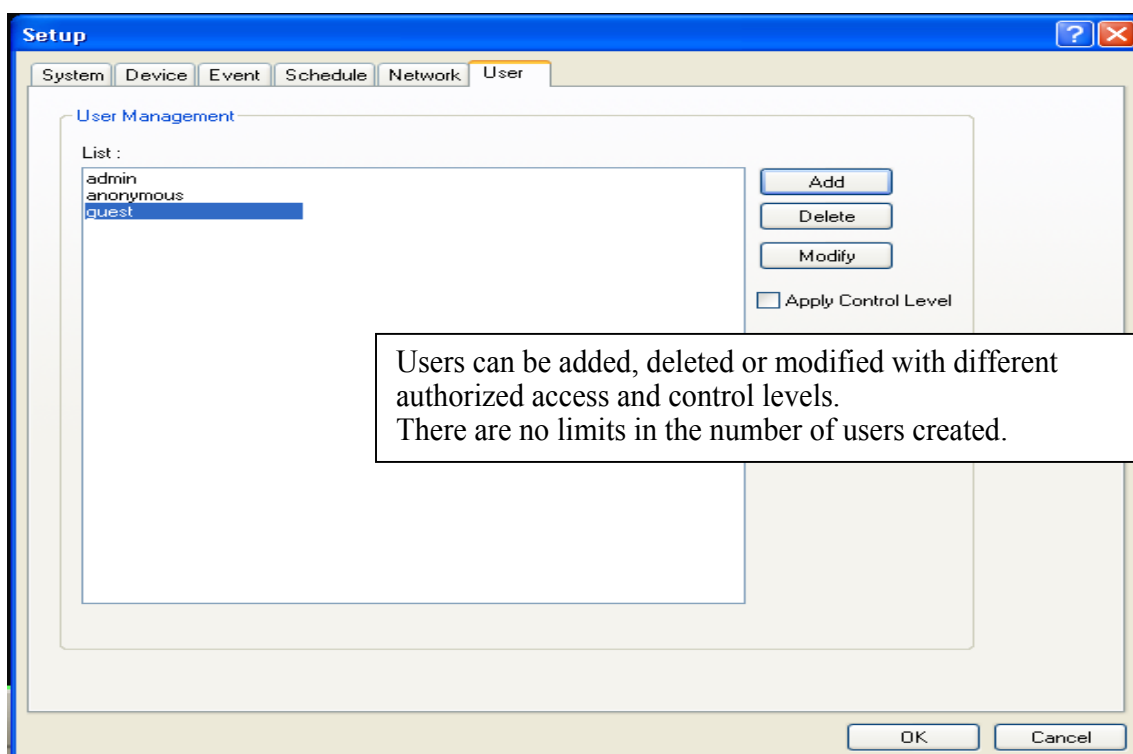 Setup
System Device Event Schedule Network User
User Management
List :
admin
anonymous
guest
Add
Delete
Modify
Apply Control Level
Users can be added, deleted or modified with different
authorized access and control levels.
There are no limits in the number of users created.
OK Cancel